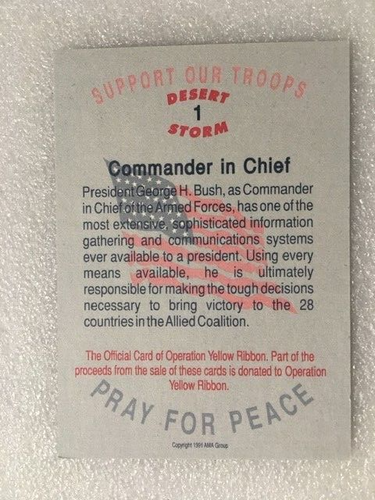 SUPPORT OUR TROOPS
DESERT
1
STORM
Commander in Chief
President George H. Bush, as Commander
in Chief of the Armed Forces, has one of the
most extensive, sophisticated information
gathering and communications systems
ever available to a president. Using every
means available, he is ultimately
responsible for making the tough decisions
necessary to bring victory to the 28
countries in the Allied Coalition.
The Official Card of Operation Yellow Ribbon. Part of the
proceeds from the sale of these cards is donated to Operation
Yellow Ribbon.
PRAY FOR PEACE
Copyright 1991 AMA Group